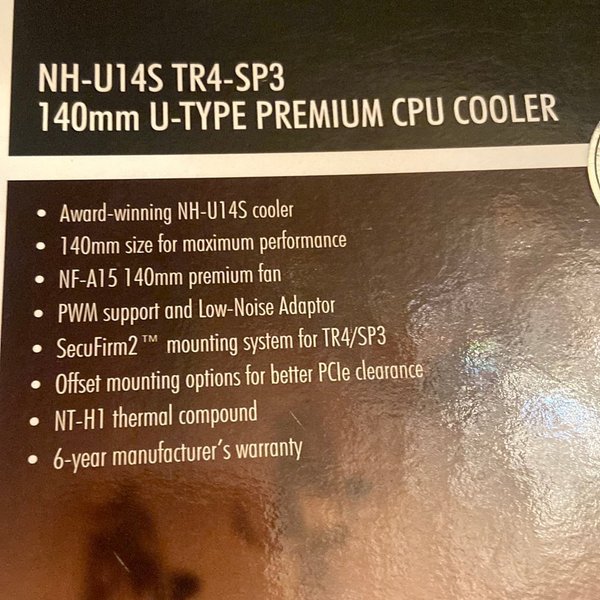 NH-U14S TR4-SP3
140mm U-TYPE PREMIUM CPU COOLER
• Award-winning NH-U14S cooler
• 140mm size for maximum performance
• NF-A15 140mm premium fan
• PWM support and Low-Noise Adaptor
• SecuFirm2™ mounting system for TR4/SP3
• Offset mounting options for better PCIe clearance
• NT-H1 thermal compound
• 6-year manufacturer's warranty